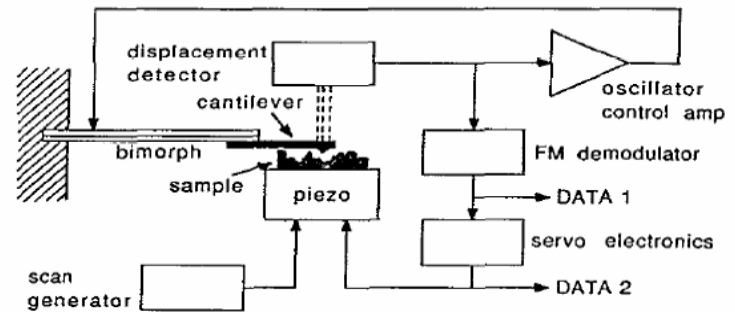 displacement
detector
cantilever
oscillator
control amp
bimorph
FM demodulator
sample
piezo
DATA 1
servo electronics
scan
generator
DATA 2